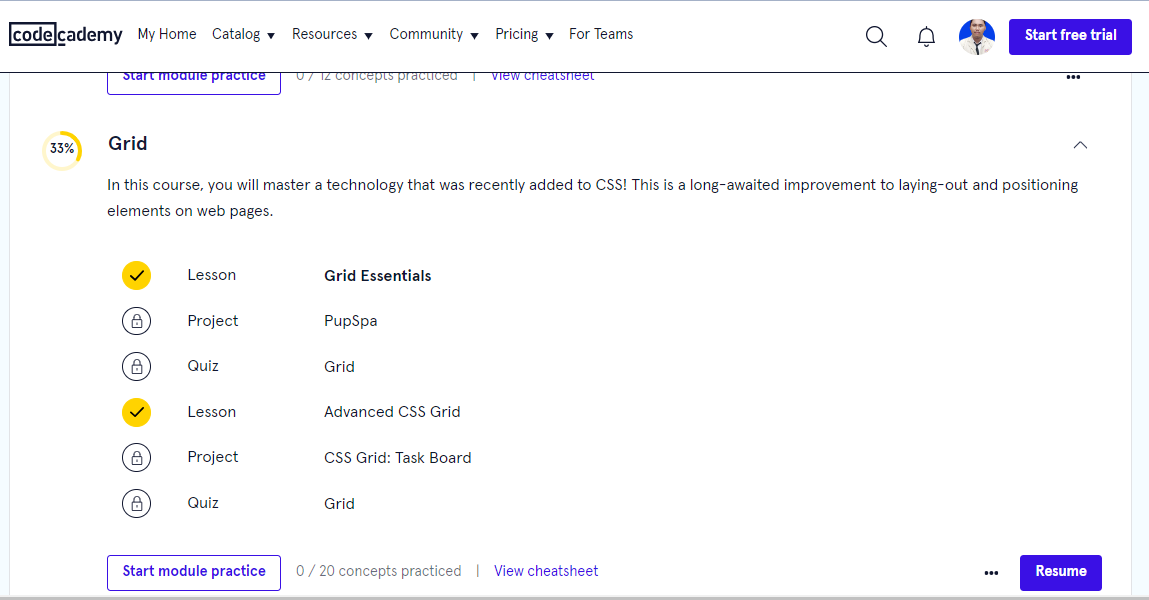 codecademy My Home Catalog Resources Community Pricing For Teams Start free trial
Start module practice 0 / 12 concepts practiced | View cheatsheet
33% Grid
In this course, you will master a technology that was recently added to CSS! This is a long-awaited improvement to laying-out and positioning
elements on web pages.
Lesson Grid Essentials
Project PupSpa
Quiz Grid
Lesson Advanced CSS Grid
Project CSS Grid: Task Board
Quiz Grid
Start module practice 0 / 20 concepts practiced | View cheatsheet ... Resume